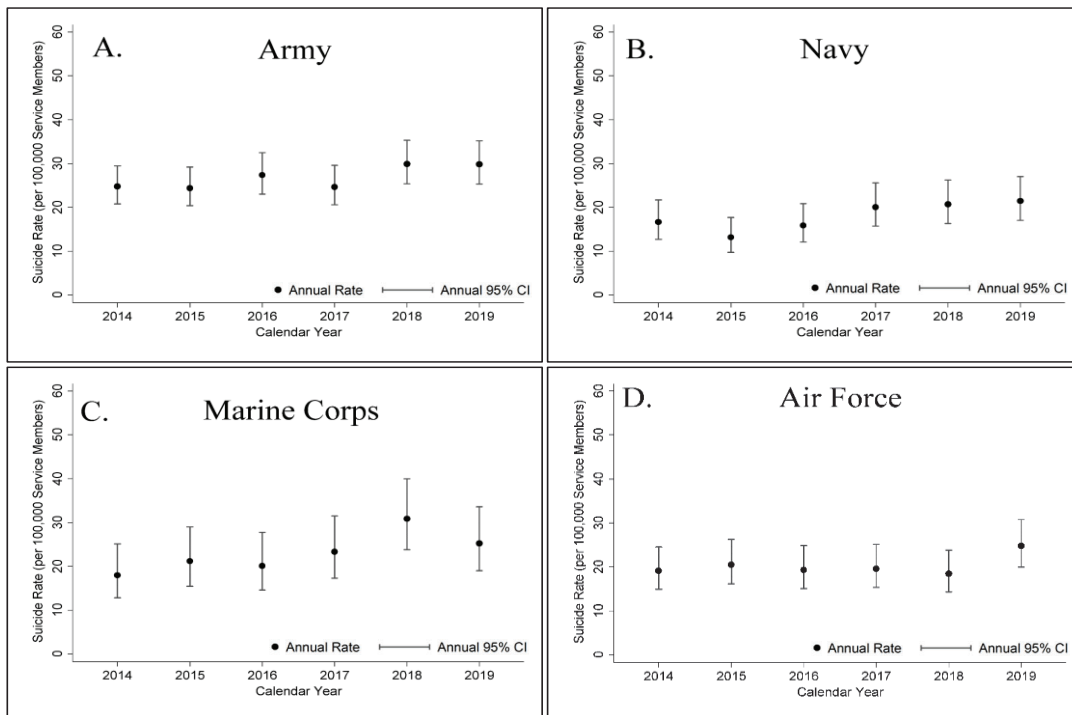 A.
Army
Suicide Rate (per 100,000 Service Members)
60
50
40
30
20
10
0
Annual Rate
Annual 95% CI
2014 2015 2016 2017 2018 2019
Calendar Year
B.
Navy
Suicide Rate (per 100,000 Service Members)
60
50
40
30
20
10
0
Annual Rate
Annual 95% CI
2014 2015 2016 2017 2018 2019
Calendar Year
C.
Marine Corps
Suicide Rate (per 100,000 Service Members)
60
50
40
30
20
10
0
Annual Rate
Annual 95% CI
2014 2015 2016 2017 2018 2019
Calendar Year
D.
Air Force
Suicide Rate (per 100,000 Service Members)
60
50
40
30
20
10
0
Annual Rate
Annual 95% CI
2014 2015 2016 2017 2018 2019
Calendar Year